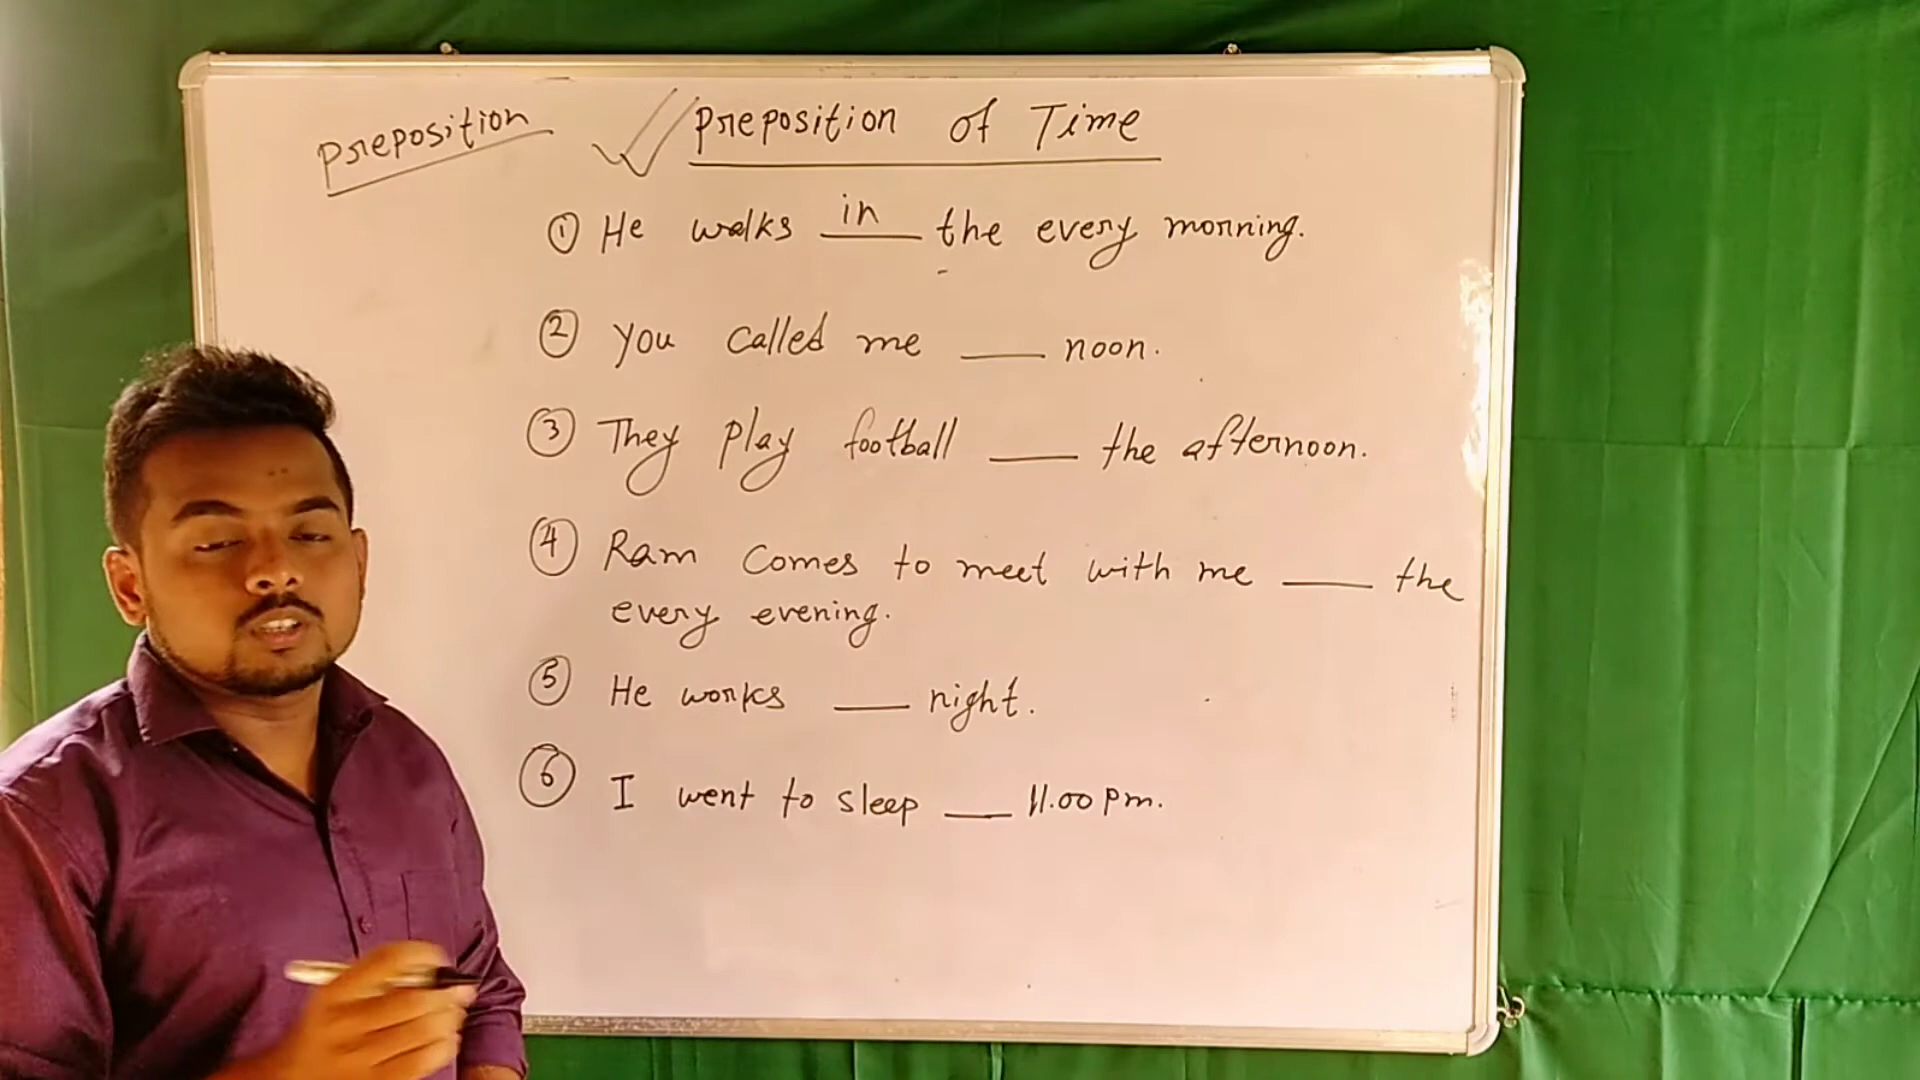 Preposition
Preposition of Time
① He walks in the every morning.
② You called me ___ noon.
③ They play football ___ the afternoon.
④ Ram comes to meet with me ___ the
every evening.
⑤ He works ___ night.
⑥ I went to sleep ___ 11.00 pm.